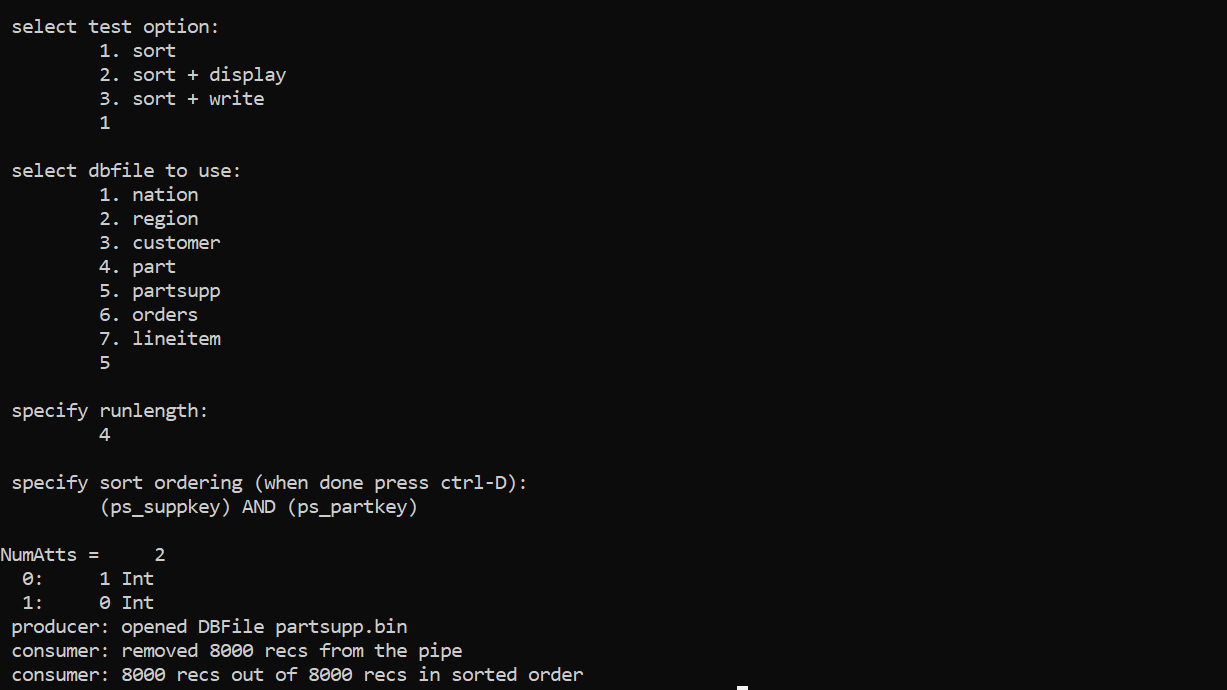 select test option:
1. sort
2. sort + display
3. sort + write
1
select dbfile to use:
1. nation
2. region
3. customer
4. part
5. partsupp
6. orders
7. lineitem
5
specify runlength:
4
specify sort ordering (when done press ctrl-D):
(ps_suppkey) AND (ps_partkey)
NumAtts = 2
0: 1 Int
1: 0 Int
producer: opened DBFile partsupp.bin
consumer: removed 8000 recs from the pipe
consumer: 8000 recs out of 8000 recs in sorted order